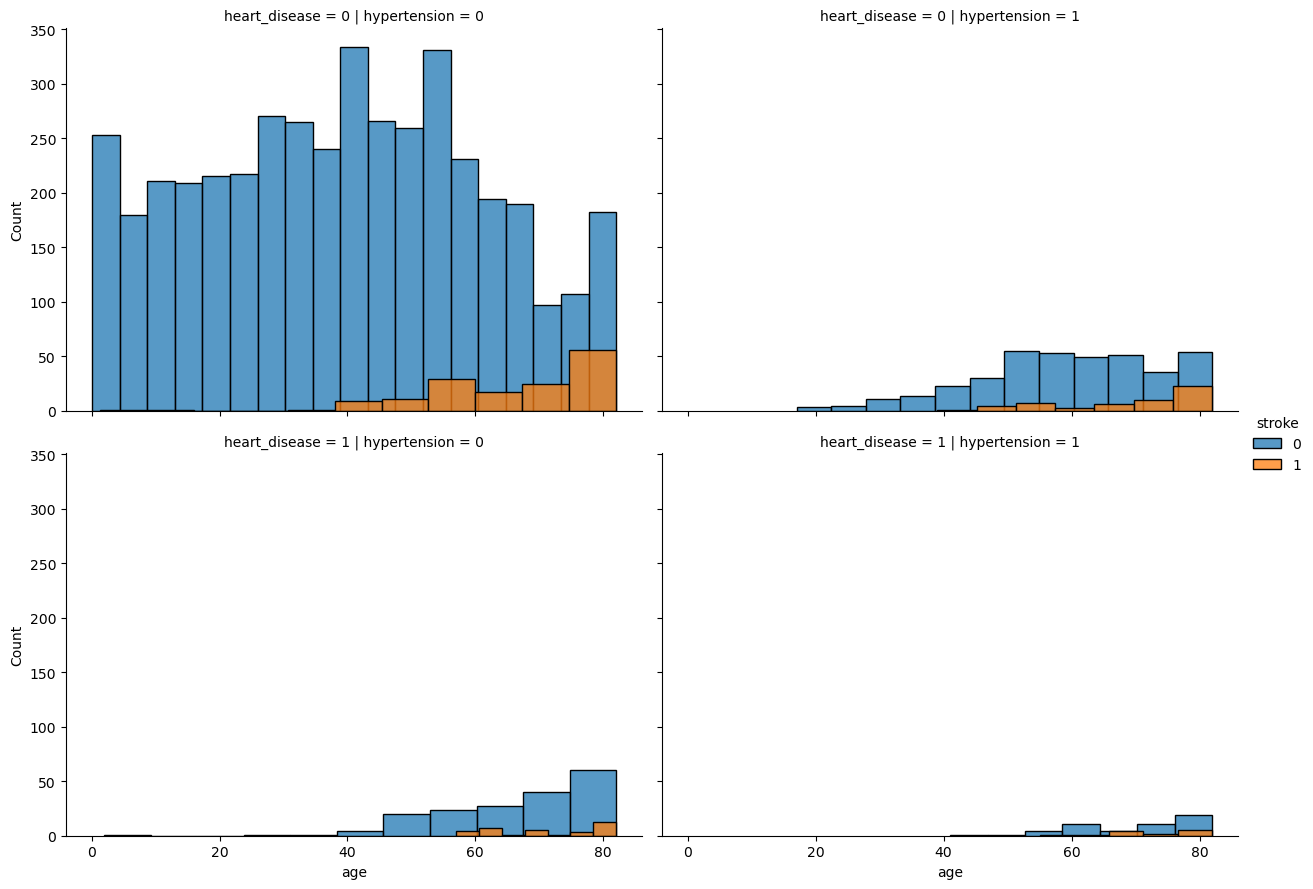 heart_disease = 0 | hypertension = 0
heart_disease = 0 | hypertension = 1
350
300
250
200
150
100
50
0
Count
heart_disease = 1 | hypertension = 0
heart_disease = 1 | hypertension = 1
stroke
0
1
350
300
250
200
150
100
50
0
Count
0 20 40 60 80
age
0 20 40 60 80
age